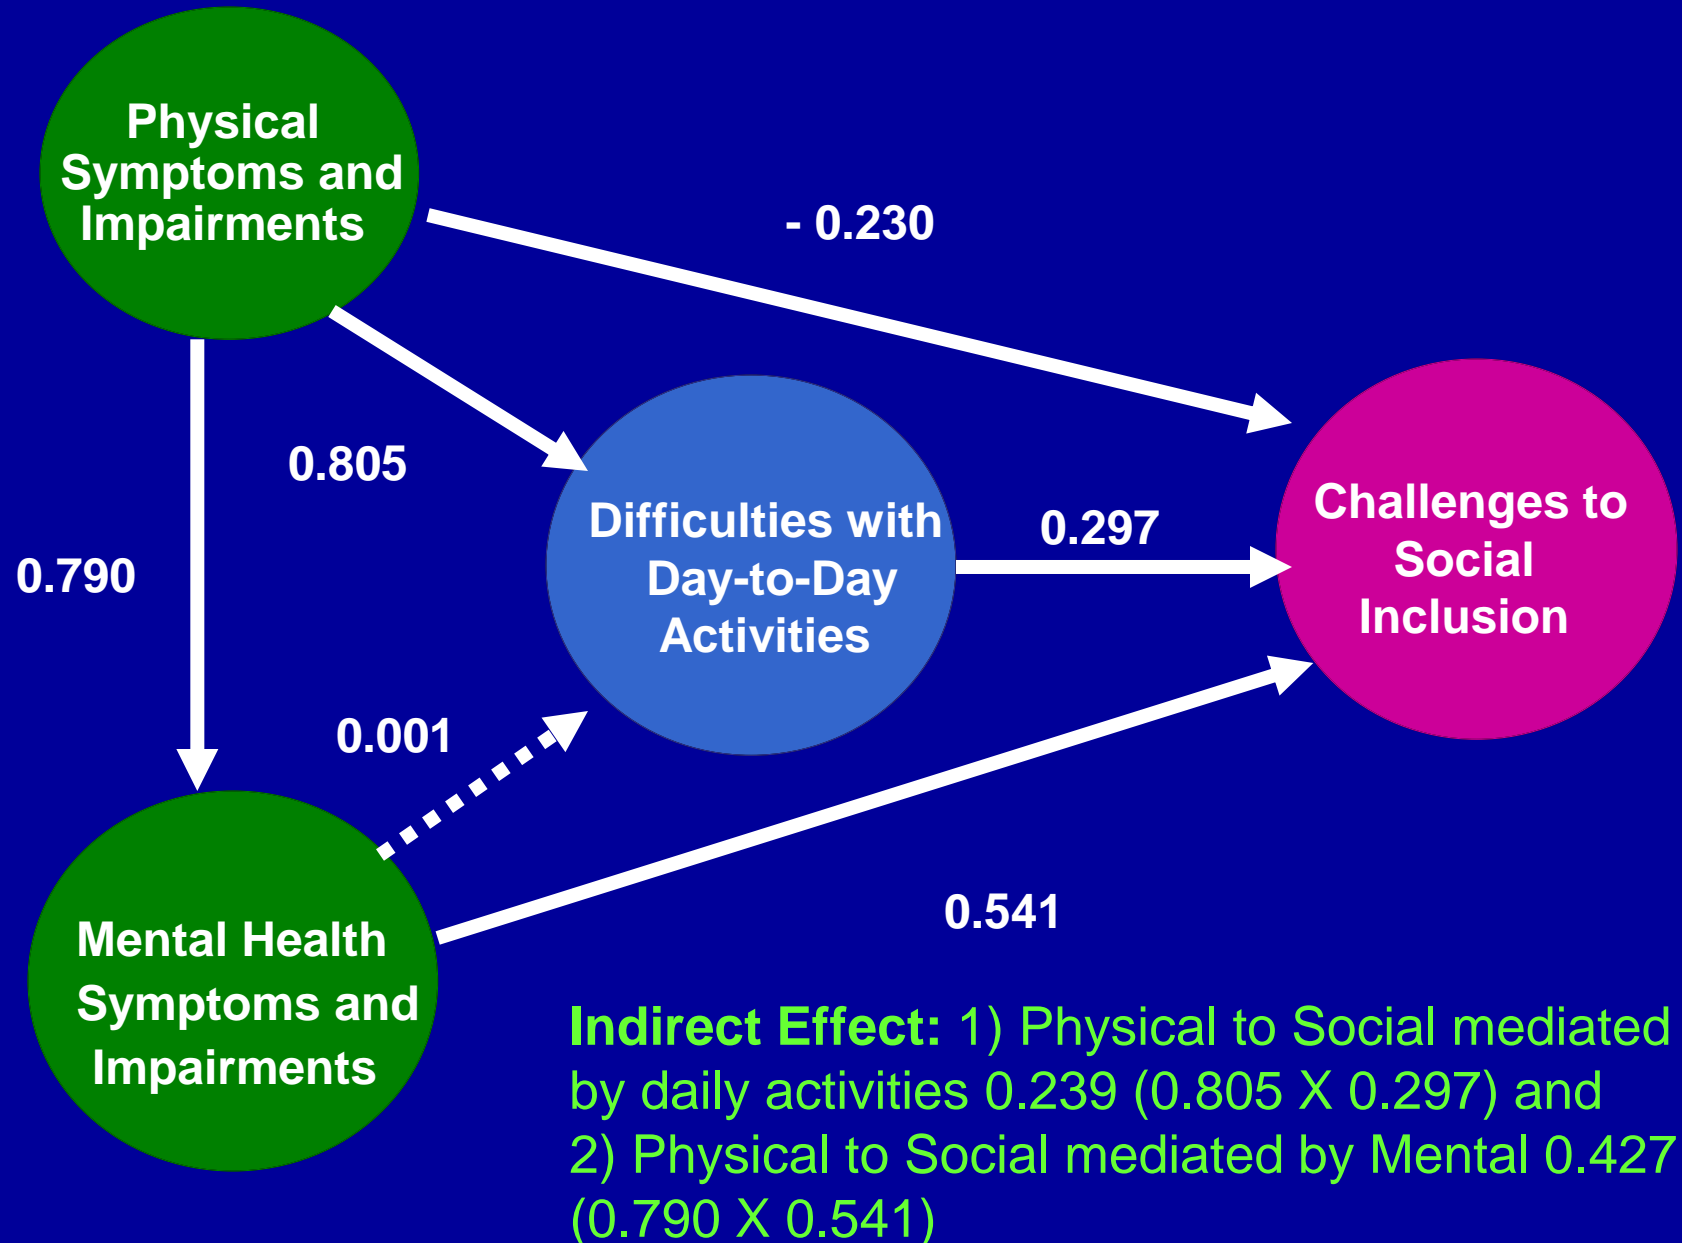 Physical
Symptoms and
Impairments
- 0.230
0.805
0.790
Difficulties with
Day-to-Day
Activities
0.297
Challenges to
Social
Inclusion
0.001
0.541
Mental Health
Symptoms and
Impairments
Indirect Effect: 1) Physical to Social mediated
by daily activities 0.239 (0.805 X 0.297) and
2) Physical to Social mediated by Mental 0.427
(0.790 X 0.541)